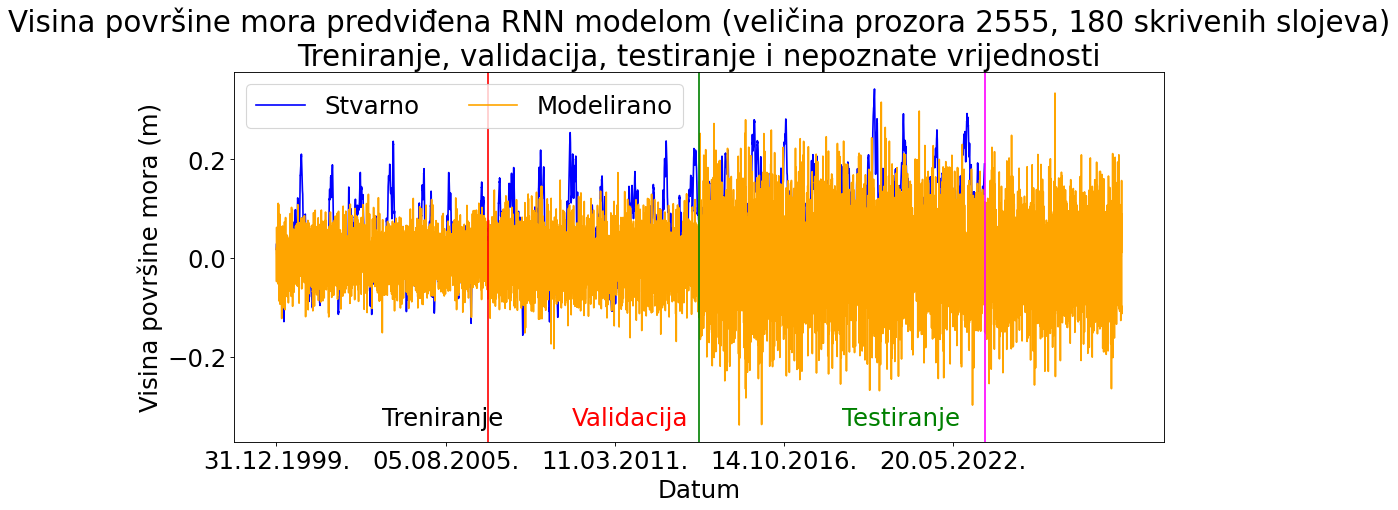 Visina površine mora predviđena RNN modelom (veličina prozora 2555, 180 skrivenih slojeva)
Treniranje, validacija, testiranje i nepoznate vrijednosti
Stvarno Modelirano
Visina površine mora (m)
0.2
0.0
−0.2
Treniranje Validacija Testiranje
31.12.1999. 05.08.2005. 11.03.2011. 14.10.2016. 20.05.2022.
Datum